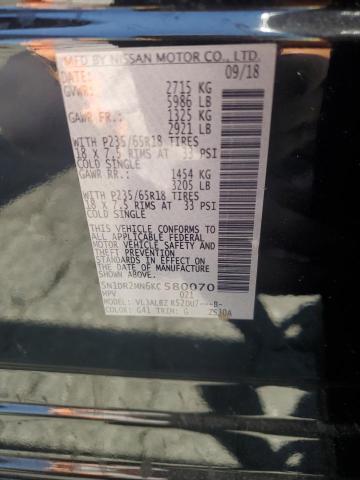 MFD BY NISSAN MOTOR CO., LTD.
DATE: 09/18
GVWR: 2715 KG
5986 LB
GAWR FR.: 1325 KG
2921 LB
WITH P235/65R18 TIRES
18 X 7.5 RIMS AT 33 PSI
COLD SINGLE
GAWR RR.: 1454 KG
3205 LB
WITH P235/65R18 TIRES
18 X 7.5 RIMS AT 33 PSI
COLD SINGLE
THIS VEHICLE CONFORMS TO ALL
APPLICABLE FEDERAL
MOTOR VEHICLE SAFETY AND
THEFT PREVENTION
STANDARDS IN EFFECT ON
THE DATE OF MANUFACTURE
SHOWN ABOVE.
5N1DR2MN6KC580070
MPV 021
MODEL:
COLOR: G41 TRIM: G